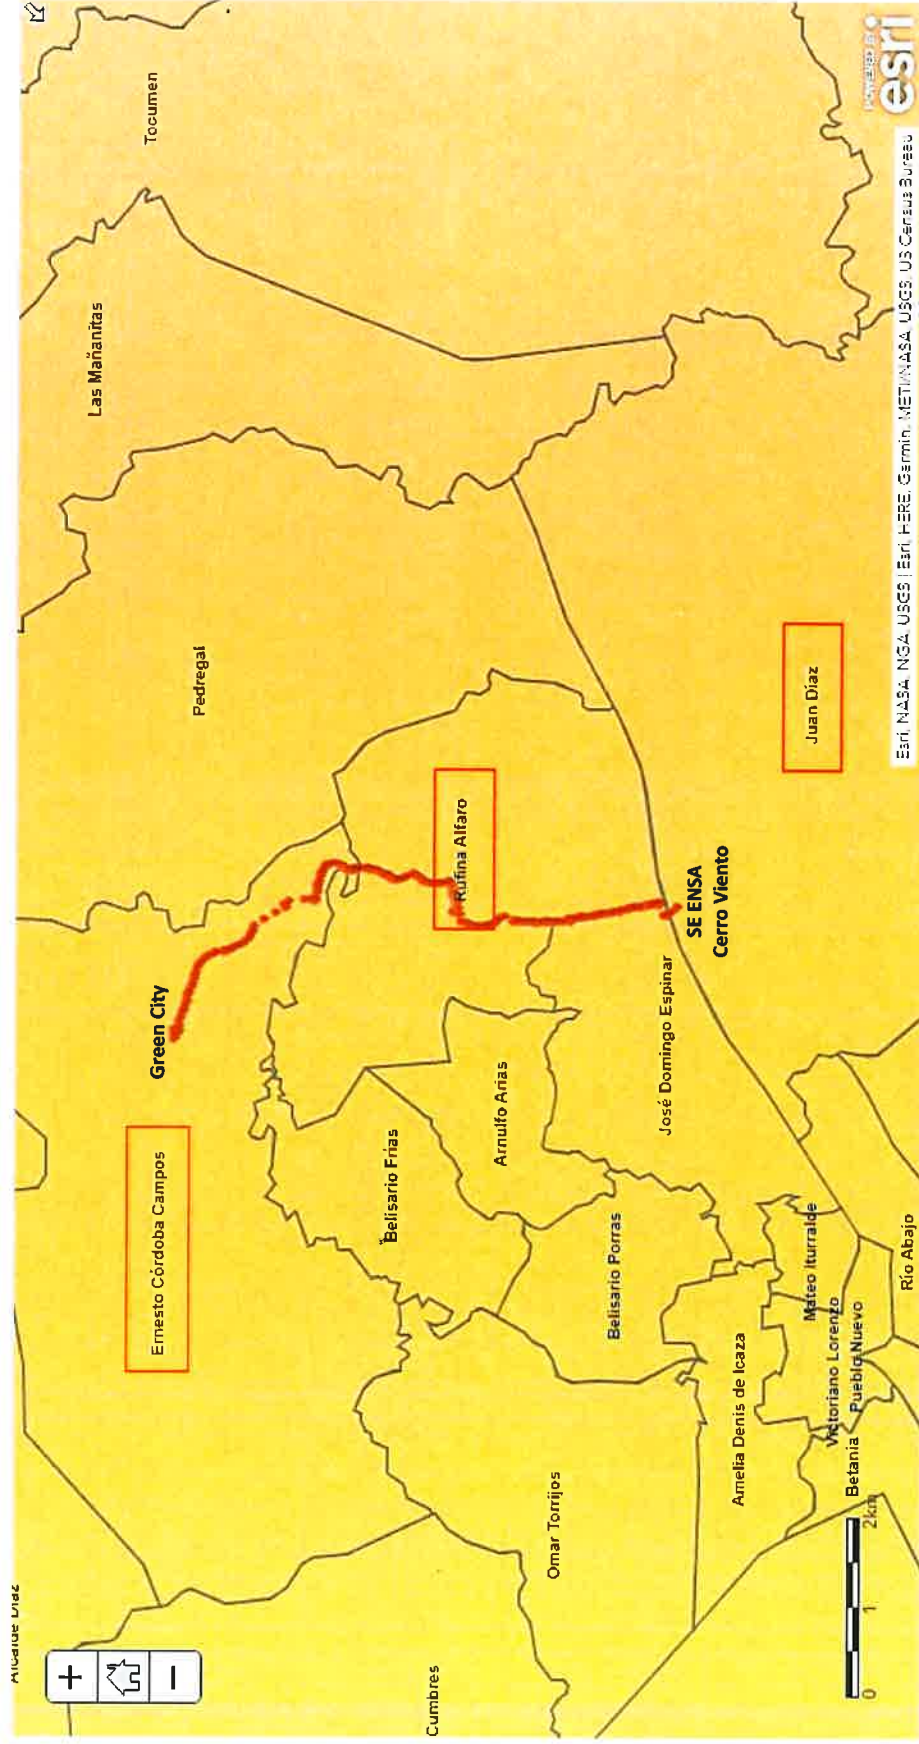 Alcalde Díaz
+
−
Ernesto Córdoba Campos
Green City
Pedregal
Las Mañanitas
Tocumen
Cumbres
Belisario Frías
Rufina Alfaro
Arnulfo Arias
Omar Torrijos
Belisario Porras
José Domingo Espinar
SE ENSA
Cerro Viento
Amelia Denis de Icaza
Mateo Iturralde
Juan Díaz
Victoriano Lorenzo
Betania
Pueblo Nuevo
Río Abajo
0 1 2km
Esri, NASA, NGA, USGS | Esri, HERE, Garmin, METI/NASA, USGS, US Census Bureau
POWERED BY
esri